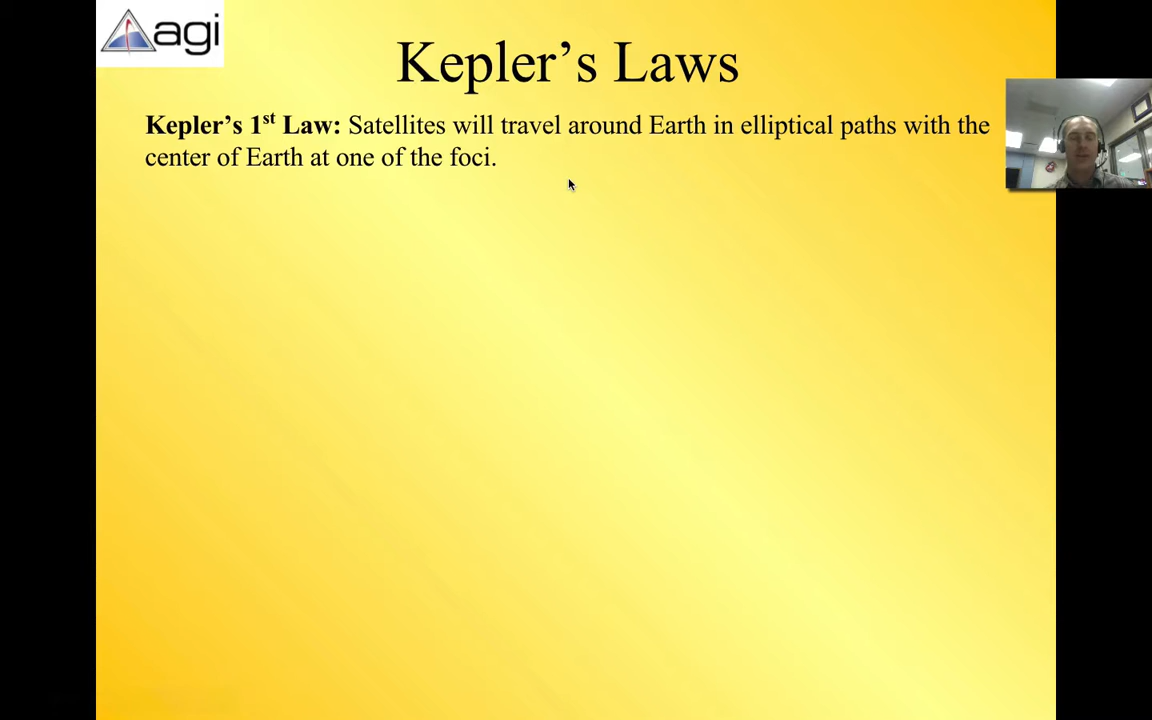 agi
Kepler’s Laws
Kepler’s 1st Law: Satellites will travel around Earth in elliptical paths with the
center of Earth at one of the foci.